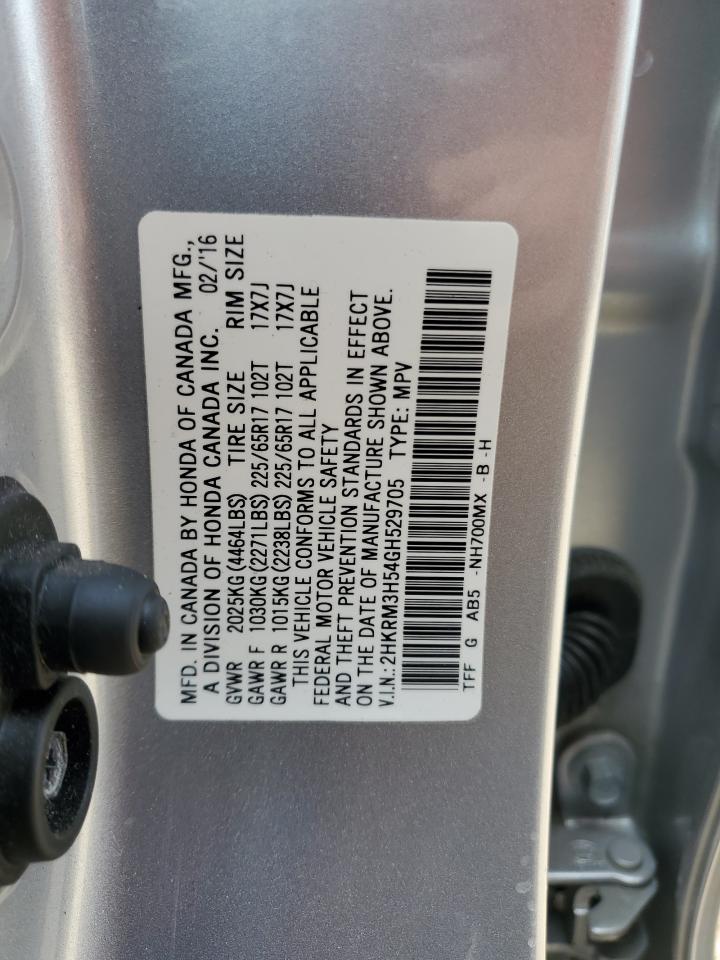 MFD. IN CANADA BY HONDA OF CANADA MFG.,
A DIVISION OF HONDA CANADA INC. 02/'16
GVWR 2025KG(4464LBS) TIRE SIZE RIM SIZE
GAWR F 1030KG(2271LBS) 225/65R17 102T 17X7J
GAWR R 1015KG(2238LBS) 225/65R17 102T 17X7J
THIS VEHICLE CONFORMS TO ALL APPLICABLE
FEDERAL MOTOR VEHICLE SAFETY
AND THEFT PREVENTION STANDARDS IN EFFECT
ON THE DATE OF MANUFACTURE SHOWN ABOVE.
V.I.N.:2HKRM3H54GH529705 TYPE: MPV
TFF G AB5 -NH700MX -B -H